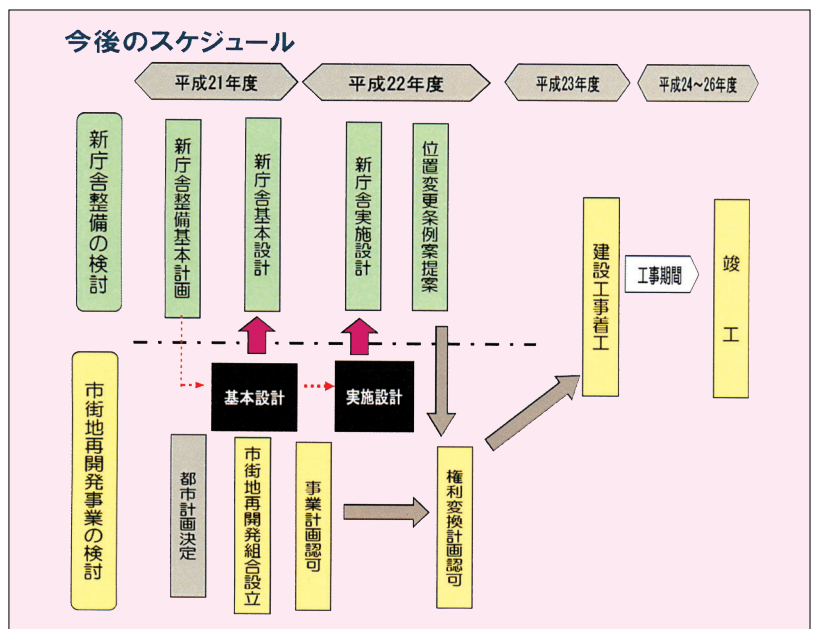 今後のスケジュール
平成21年度
平成22年度
平成23年度
平成24～26年度
新庁舎整備の検討
新庁舎整備基本計画
新庁舎基本設計
新庁舎実施設計
位置変更条例案提案
建設工事着工
工事期間
竣工
基本設計
実施設計
市街地再開発事業の検討
都市計画決定
市街地再開発組合設立
事業計画認可
権利変換計画認可